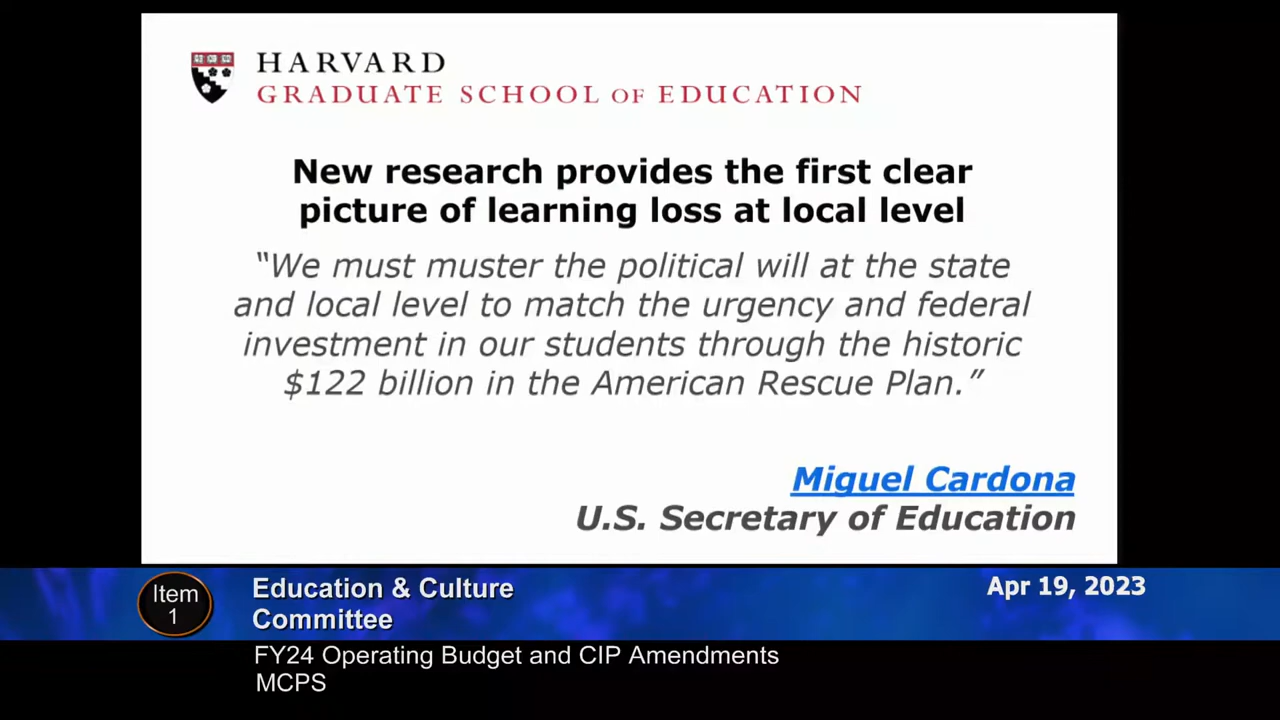 HARVARD
GRADUATE SCHOOL OF EDUCATION
New research provides the first clear
picture of learning loss at local level
“We must muster the political will at the state
and local level to match the urgency and federal
investment in our students through the historic
$122 billion in the American Rescue Plan.”
Miguel Cardona
U.S. Secretary of Education
Item
1
Education & Culture
Committee
Apr 19, 2023
FY24 Operating Budget and CIP Amendments
MCPS